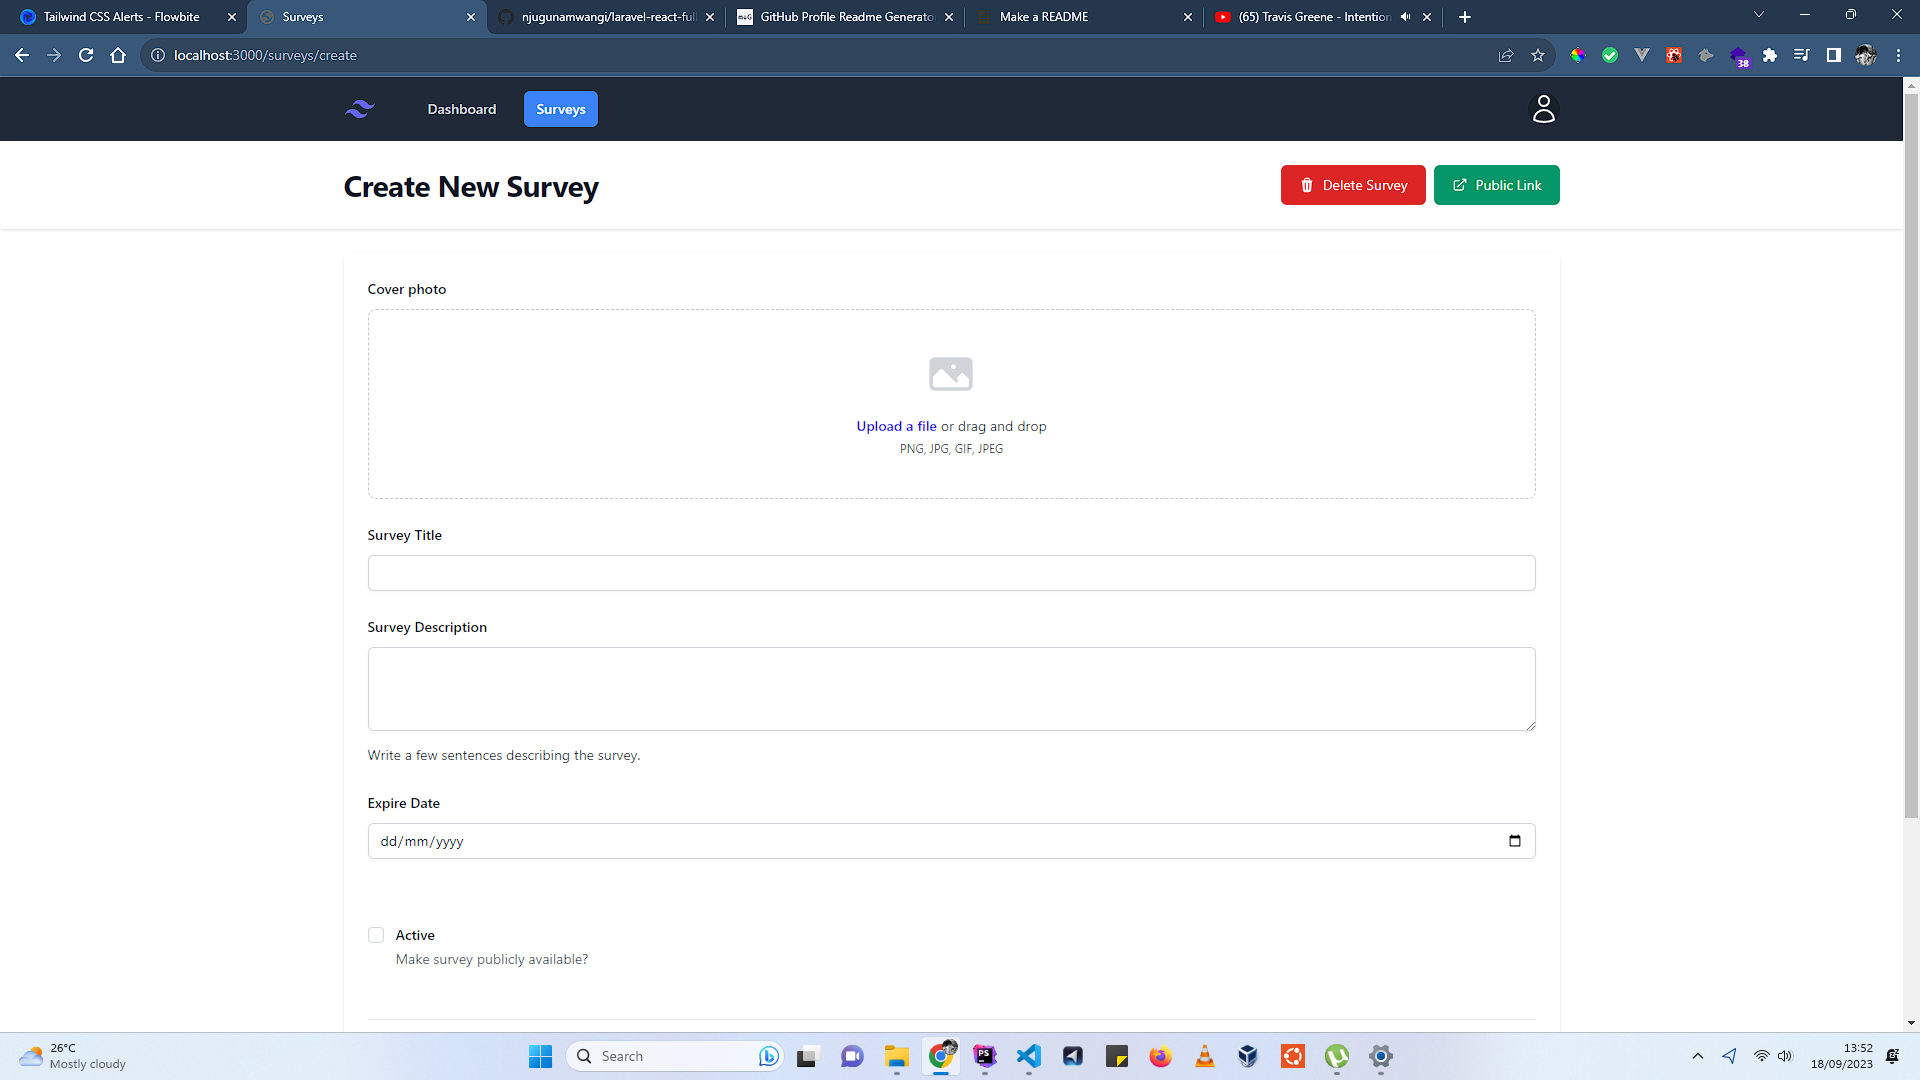 Tailwind CSS Alerts - Flowbite
Surveys
njugunamwangi/laravel-react-full
GitHub Profile Readme Generator
Make a README
(65) Travis Greene - Intention
localhost:3000/surveys/create
38
Dashboard
Surveys
Create New Survey
Delete Survey
Public Link
Cover photo
Upload a file or drag and drop
PNG, JPG, GIF, JPEG
Survey Title
Survey Description
Write a few sentences describing the survey.
Expire Date
dd/mm/yyyy
Active
Make survey publicly available?
26°C
Mostly cloudy
Search
PS
13:52
18/09/2023